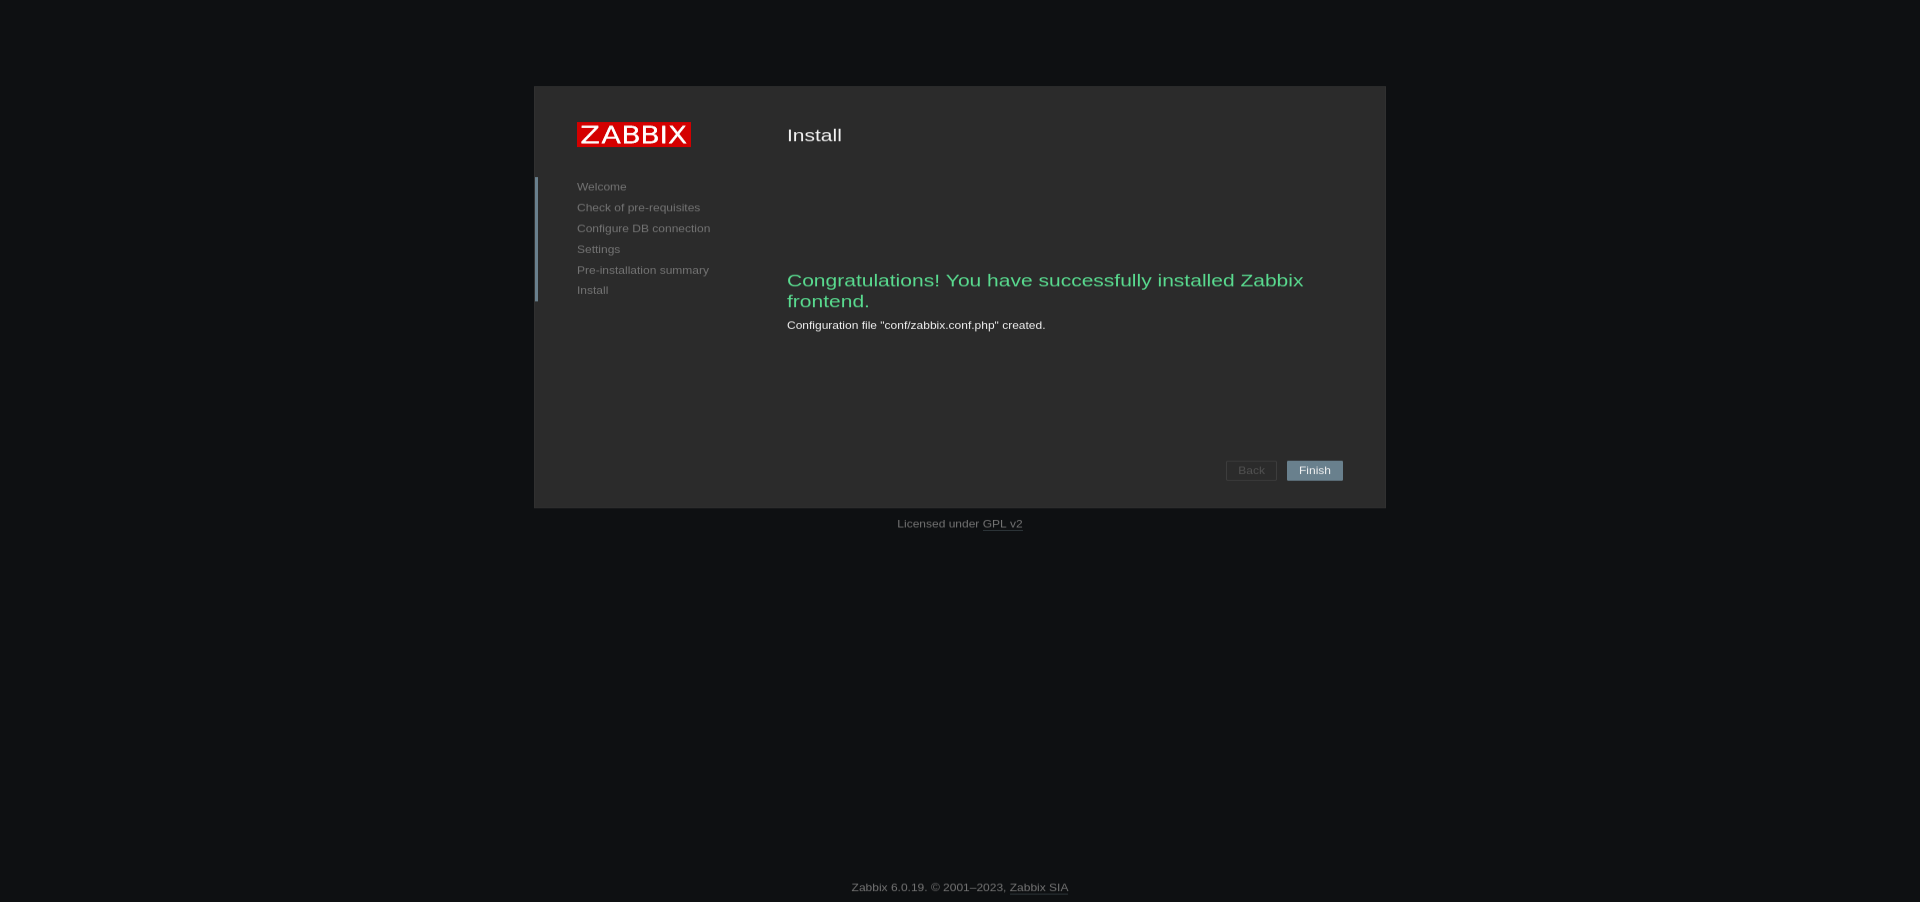 ZABBIX
Install
Welcome
Check of pre-requisites
Configure DB connection
Settings
Pre-installation summary
Install
Congratulations! You have successfully installed Zabbix
frontend.
Configuration file "conf/zabbix.conf.php" created.
Back
Finish
Licensed under GPL v2
Zabbix 6.0.19. © 2001–2023, Zabbix SIA